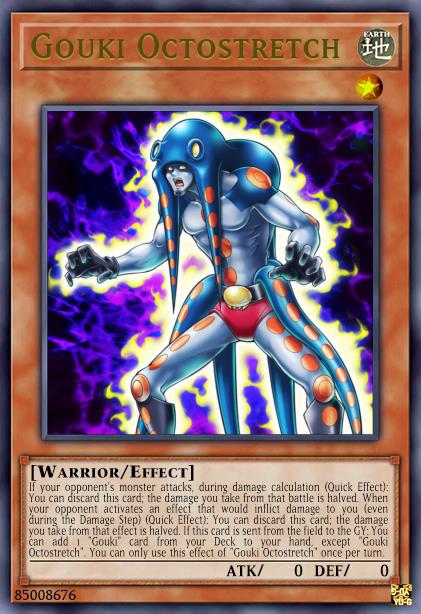 Gouki Octostretch
EARTH
地
[Warrior/Effect]
If your opponent's monster attacks, during damage calculation (Quick Effect):
You can discard this card; the damage you take from that battle is halved. When
your opponent activates an effect that would inflict damage to you (even
during the Damage Step) (Quick Effect): You can discard this card; the damage
you take from that effect is halved. If this card is sent from the field to the GY: You
can add 1 "Gouki" card from your Deck to your hand, except "Gouki
Octostretch". You can only use this effect of "Gouki Octostretch" once per turn.
ATK/ 0 DEF/ 0
85008676